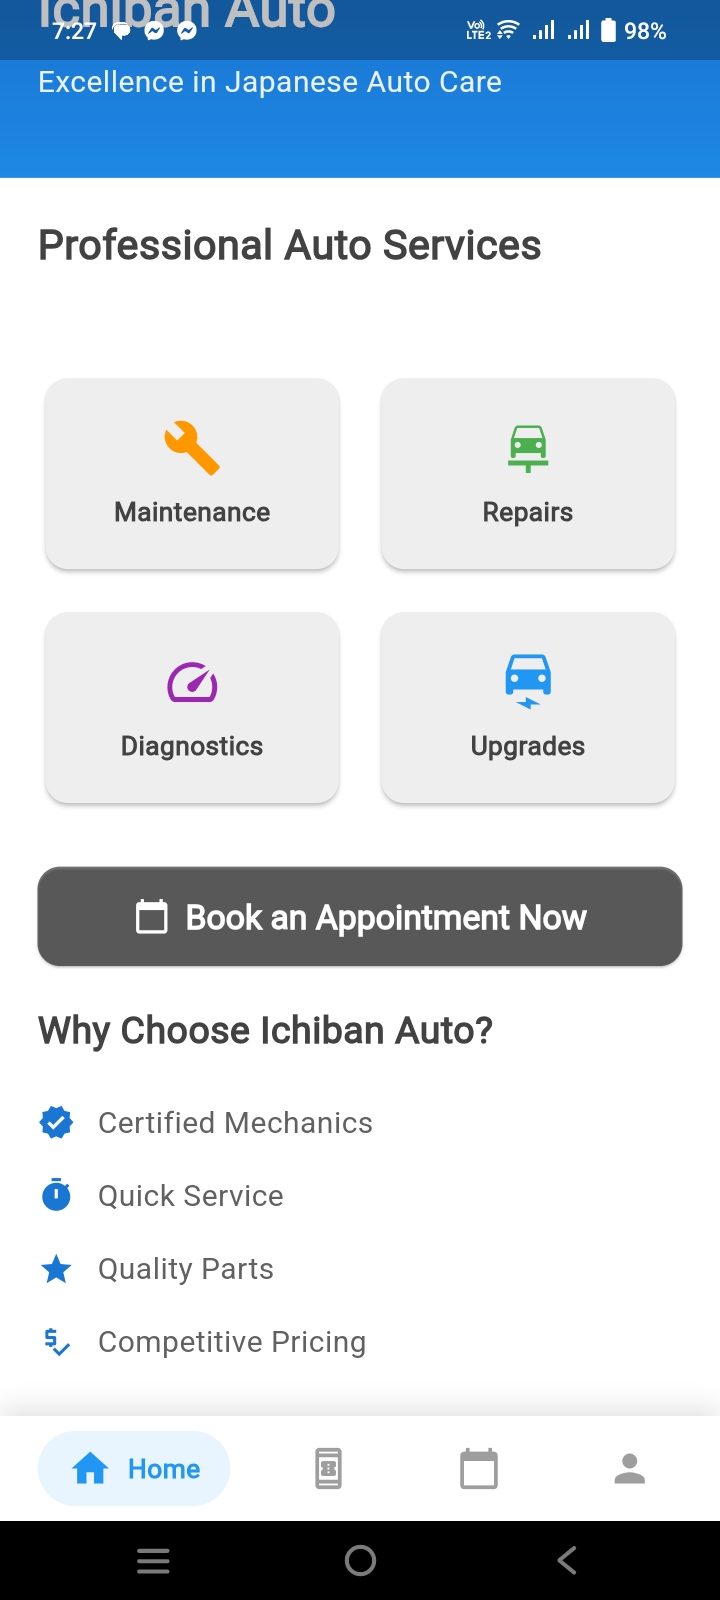 Ichiban Auto
7:27
Vo)) LTE2
98%
Excellence in Japanese Auto Care
Professional Auto Services
Maintenance
Repairs
Diagnostics
Upgrades
Book an Appointment Now
Why Choose Ichiban Auto?
Certified Mechanics
Quick Service
Quality Parts
Competitive Pricing
Home